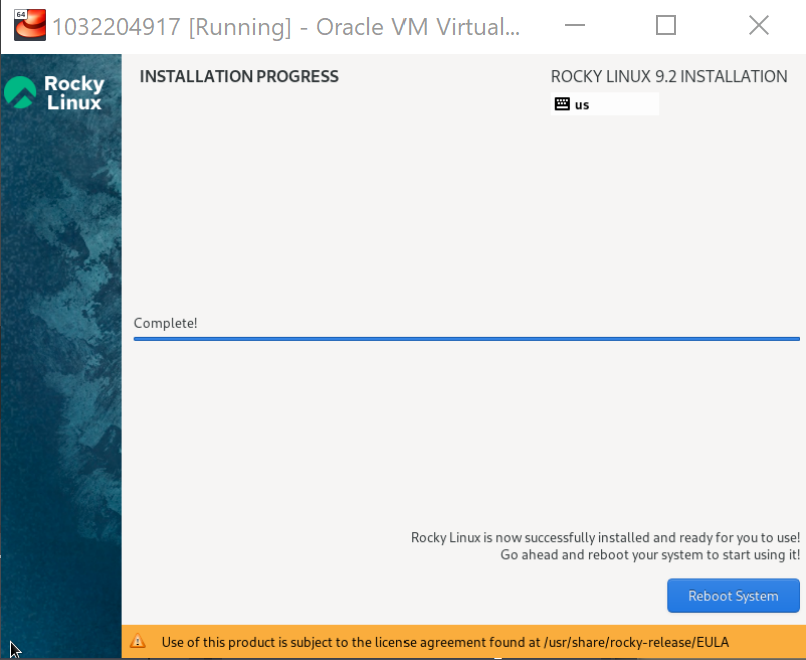 64
1032204917 [Running] - Oracle VM Virtual...
Rocky
Linux
INSTALLATION PROGRESS
ROCKY LINUX 9.2 INSTALLATION
us
Complete!
Rocky Linux is now successfully installed and ready for you to use!
Go ahead and reboot your system to start using it!
Reboot System
Use of this product is subject to the license agreement found at /usr/share/rocky-release/EULA